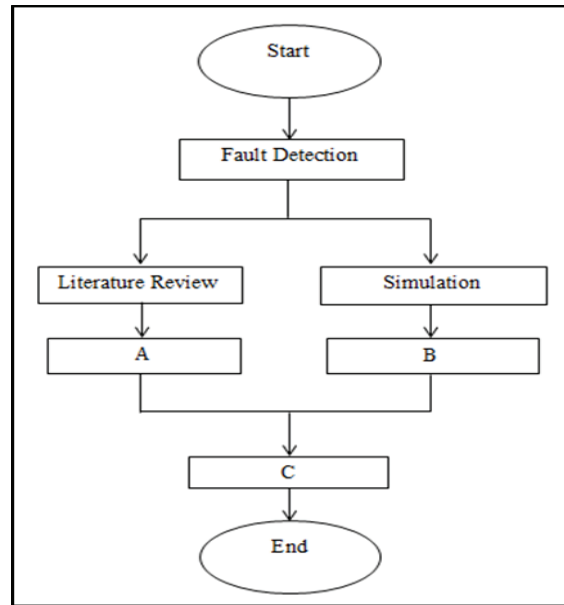 Start
Fault Detection
Literature Review
Simulation
A
B
C
End